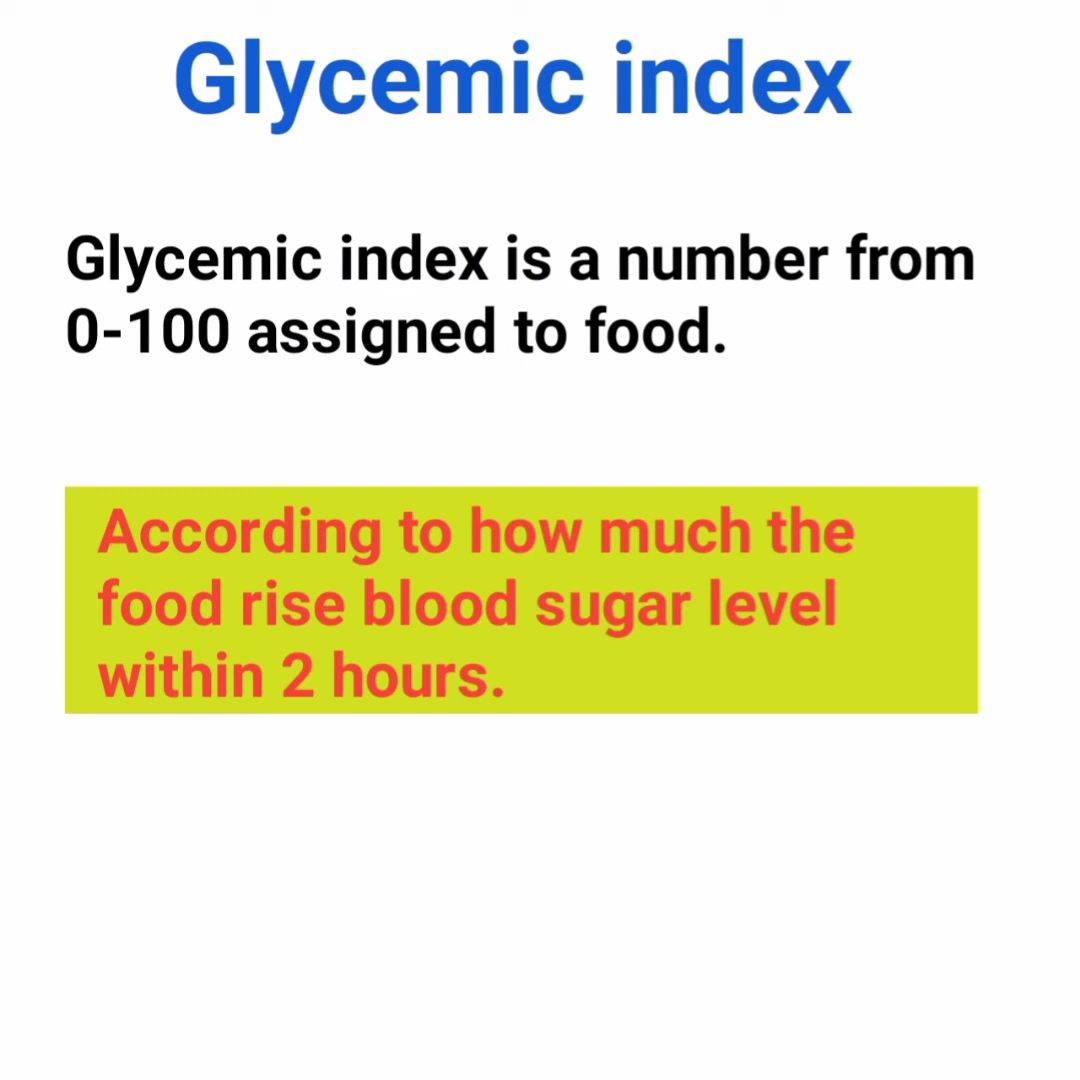 Glycemic index
Glycemic index is a number from
0-100 assigned to food.
According to how much the
food rise blood sugar level
within 2 hours.